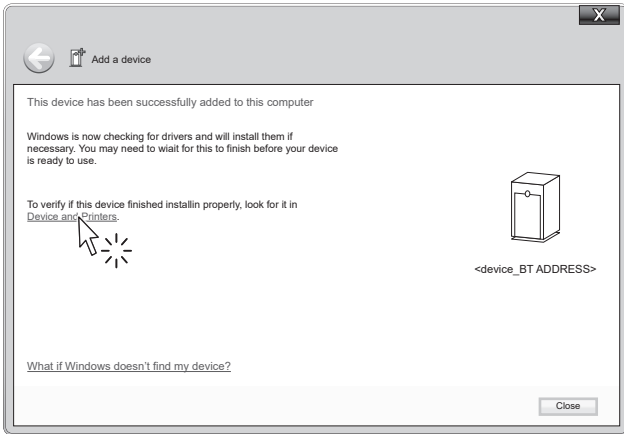 X
Add a device
This device has been successfully added to this computer
Windows is now checking for drivers and will install them if
necessary. You may need to wiait for this to finish before your device
is ready to use.
To verify if this device finished installin properly, look for it in
Device and Printers.
<device_BT ADDRESS>
What if Windows doesn't find my device?
Close